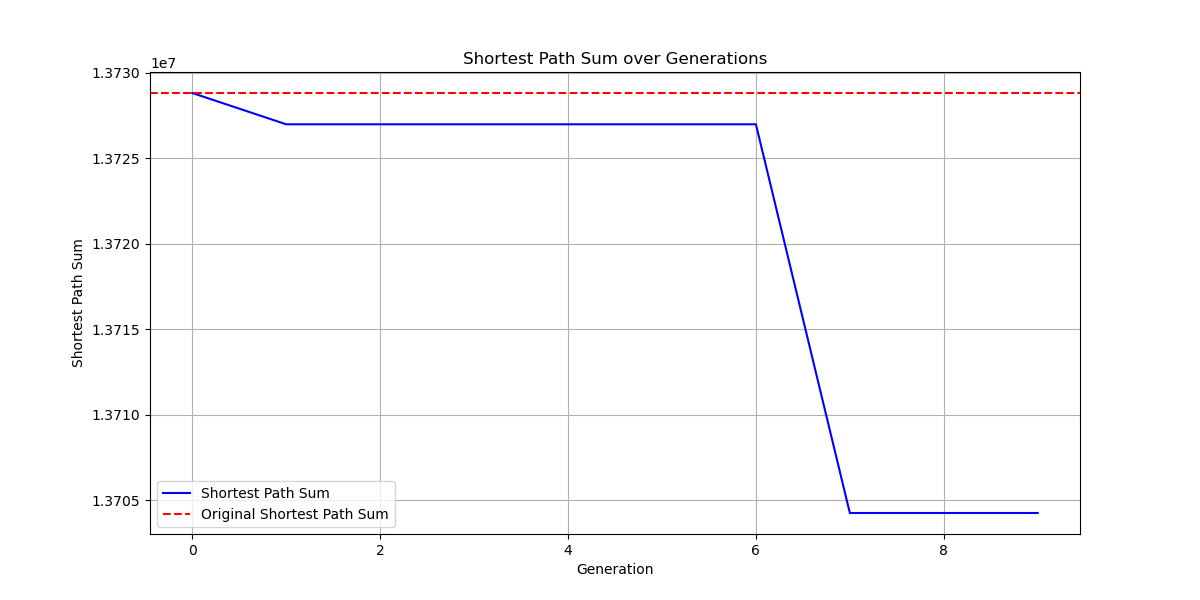 Shortest Path Sum over Generations
1e7
1.3730
1.3725
1.3720
1.3715
1.3710
1.3705
Shortest Path Sum
Shortest Path Sum
Original Shortest Path Sum
0 2 4 6 8
Generation